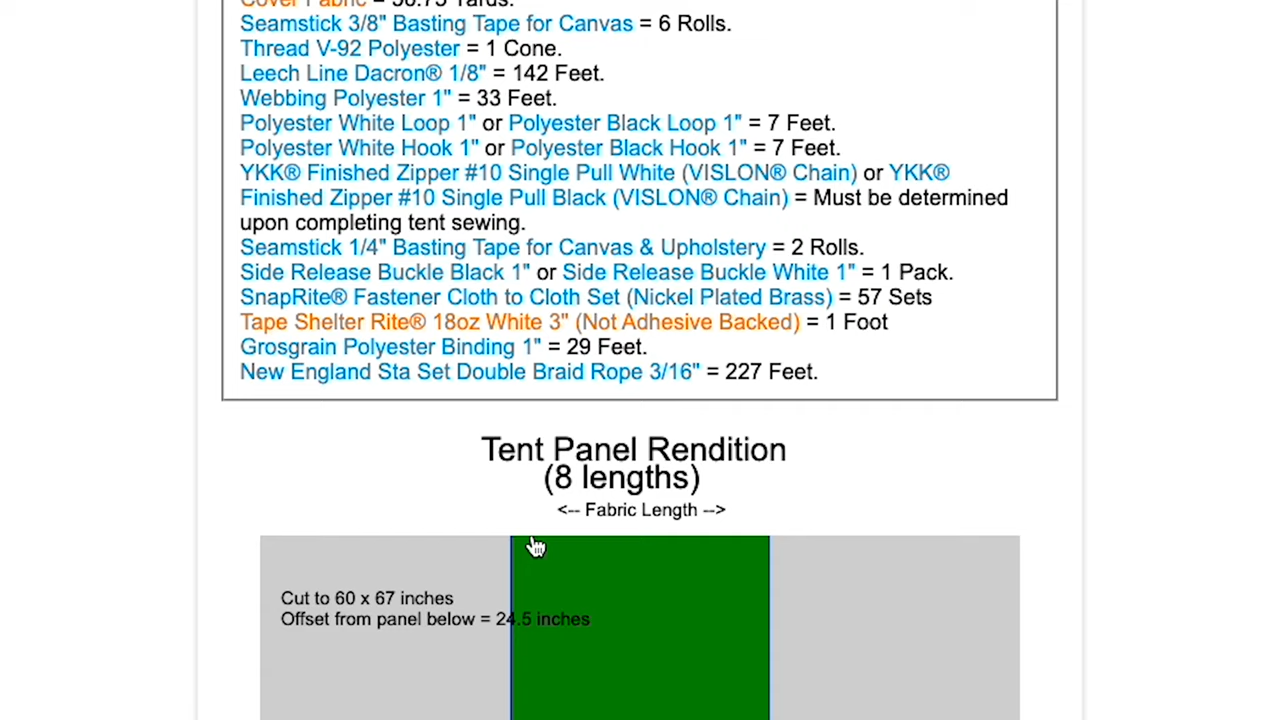 Cover Fabric = 56.75 Yards.
Seamstick 3/8" Basting Tape for Canvas = 6 Rolls.
Thread V-92 Polyester = 1 Cone.
Leech Line Dacron® 1/8" = 142 Feet.
Webbing Polyester 1" = 33 Feet.
Polyester White Loop 1" or Polyester Black Loop 1" = 7 Feet.
Polyester White Hook 1" or Polyester Black Hook 1" = 7 Feet.
YKK® Finished Zipper #10 Single Pull White (VISLON® Chain) or YKK®
Finished Zipper #10 Single Pull Black (VISLON® Chain) = Must be determined
upon completing tent sewing.
Seamstick 1/4" Basting Tape for Canvas & Upholstery = 2 Rolls.
Side Release Buckle Black 1" or Side Release Buckle White 1" = 1 Pack.
SnapRite® Fastener Cloth to Cloth Set (Nickel Plated Brass) = 57 Sets
Tape Shelter Rite® 18oz White 3" (Not Adhesive Backed) = 1 Foot
Grosgrain Polyester Binding 1" = 29 Feet.
New England Sta Set Double Braid Rope 3/16" = 227 Feet.
Tent Panel Rendition
(8 lengths)
<-- Fabric Length -->
Cut to 60 x 67 inches
Offset from panel below = 24.5 inches